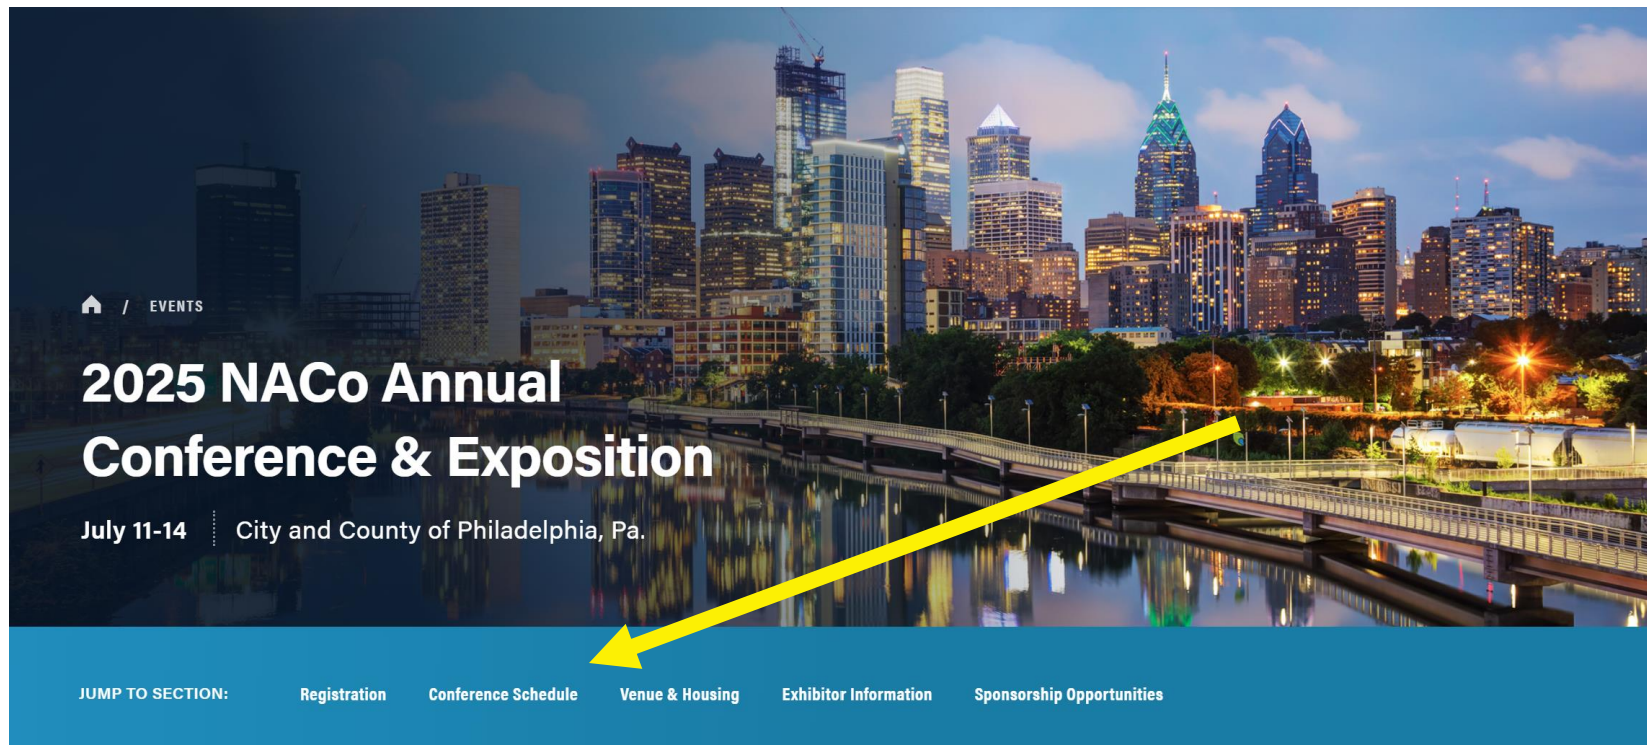 / EVENTS
2025 NACo Annual
Conference & Exposition
July 11-14 City and County of Philadelphia, Pa.
JUMP TO SECTION: Registration Conference Schedule Venue & Housing Exhibitor Information Sponsorship Opportunities